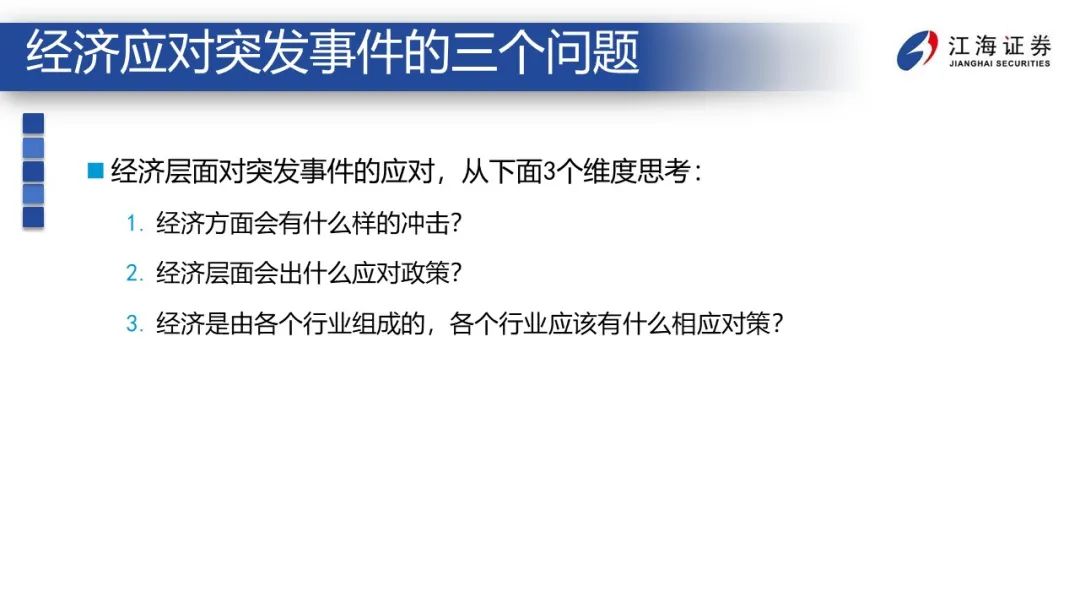 经济应对突发事件的三个问题
江海证券
JIANGHAI SECURITIES
经济层面对突发事件的应对，从下面3个维度思考：
1. 经济方面会有什么样的冲击？
2. 经济层面会出什么应对政策？
3. 经济是由各个行业组成的，各个行业应该有什么相应对策？